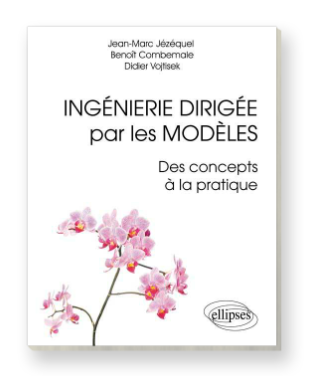 Jean-Marc Jézéquel
Benoît Combemale
Didier Vojtisek
INGÉNIERIE DIRIGÉE
par les MODÈLES
Des concepts
à la pratique
ellipses